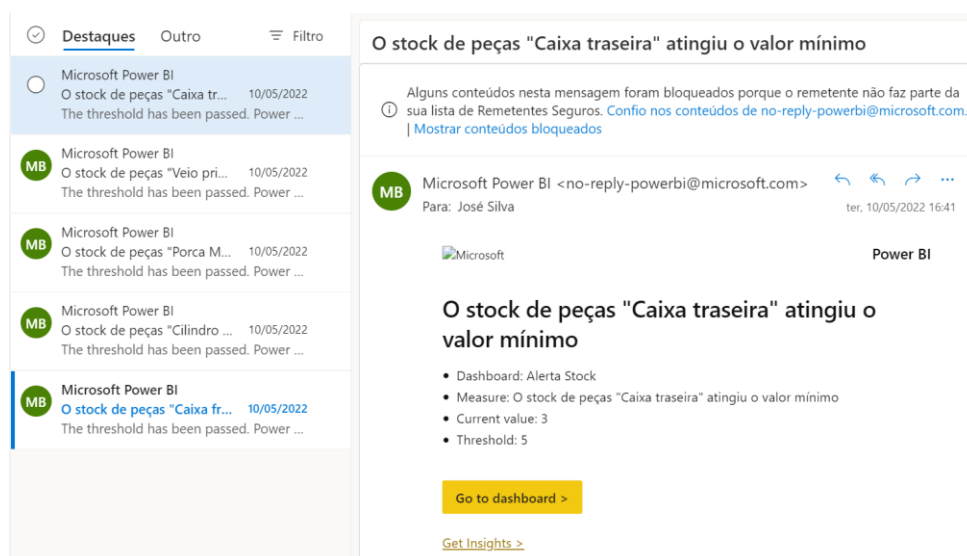 Destaques Outro Filtro
Microsoft Power BI
O stock de peças "Caixa tr... 10/05/2022
The threshold has been passed. Power ...
MB
Microsoft Power BI
O stock de peças "Veio pri... 10/05/2022
The threshold has been passed. Power ...
MB
Microsoft Power BI
O stock de peças "Porca M... 10/05/2022
The threshold has been passed. Power ...
MB
Microsoft Power BI
O stock de peças "Cilindro ... 10/05/2022
The threshold has been passed. Power ...
MB
Microsoft Power BI
O stock de peças "Caixa fr... 10/05/2022
The threshold has been passed. Power ...
O stock de peças "Caixa traseira" atingiu o valor mínimo
Alguns conteúdos nesta mensagem foram bloqueados porque o remetente não faz parte da
sua lista de Remetentes Seguros. Confio nos conteúdos de no-reply-powerbi@microsoft.com.
| Mostrar conteúdos bloqueados
MB
Microsoft Power BI <no-reply-powerbi@microsoft.com>
Para: José Silva ter, 10/05/2022 16:41
Microsoft Power BI
O stock de peças "Caixa traseira" atingiu o
valor mínimo
• Dashboard: Alerta Stock
• Measure: O stock de peças "Caixa traseira" atingiu o valor mínimo
• Current value: 3
• Threshold: 5
Go to dashboard >
Get Insights >